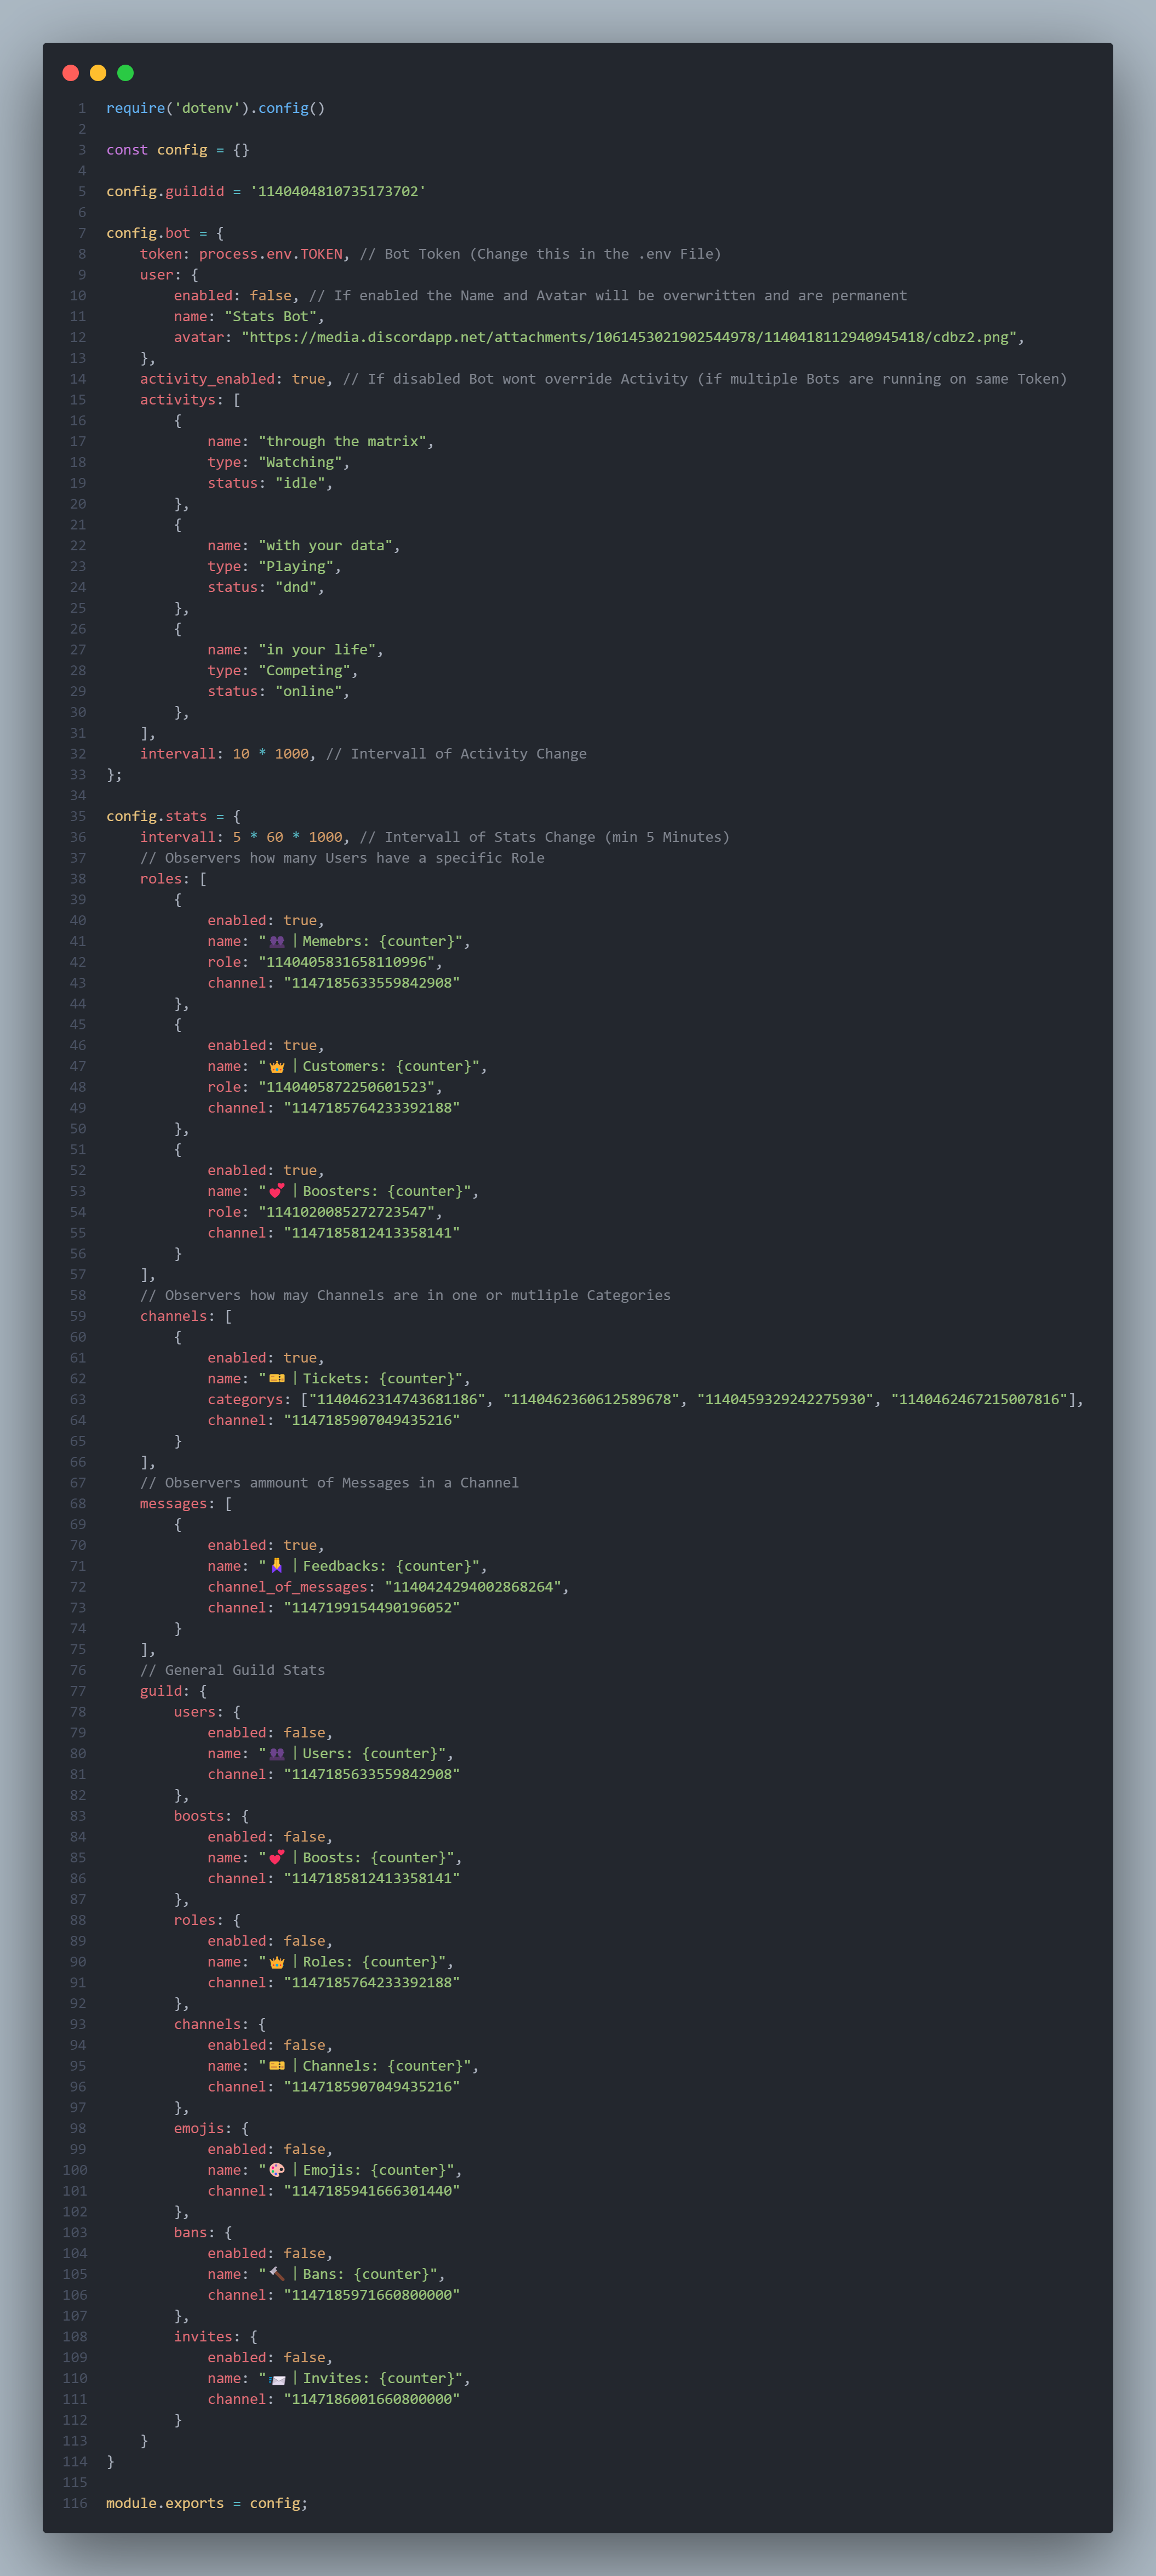 1 require('dotenv').config()
2
3 const config = {}
4
5 config.guildid = '1140404810735173702'
6
7 config.bot = {
8     token: process.env.TOKEN, // Bot Token (Change this in the .env File)
9     user: {
10         enabled: false, // If enabled the Name and Avatar will be overwritten and are permanent
11         name: "Stats Bot",
12         avatar: "https://media.discordapp.net/attachments/1061453021902544978/1140418112940945418/cdbz2.png",
13     },
14     activity_enabled: true, // If disabled Bot wont override Activity (if multiple Bots are running on same Token)
15     activitys: [
16         {
17             name: "through the matrix",
18             type: "Watching",
19             status: "idle",
20         },
21         {
22             name: "with your data",
23             type: "Playing",
24             status: "dnd",
25         },
26         {
27             name: "in your life",
28             type: "Competing",
29             status: "online",
30         },
31     ],
32     intervall: 10 * 1000, // Intervall of Activity Change
33 };
34
35 config.stats = {
36     intervall: 5 * 60 * 1000, // Intervall of Stats Change (min 5 Minutes)
37     // Observers how many Users have a specific Role
38     roles: [
39         {
40             enabled: true,
41             name: "👥｜Memebrs: {counter}",
42             role: "1140405831658110996",
43             channel: "1147185633559842908"
44         },
45         {
46             enabled: true,
47             name: "👑｜Customers: {counter}",
48             role: "1140405872250601523",
49             channel: "1147185764233392188"
50         },
51         {
52             enabled: true,
53             name: "💕｜Boosters: {counter}",
54             role: "1141020085272723547",
55             channel: "1147185812413358141"
56         }
57     ],
58     // Observers how may Channels are in one or mutliple Categories
59     channels: [
60         {
61             enabled: true,
62             name: "🎫｜Tickets: {counter}",
63             categorys: ["1140462314743681186", "1140462360612589678", "1140459329242275930", "1140462467215007816"],
64             channel: "1147185907049435216"
65         }
66     ],
67     // Observers ammount of Messages in a Channel
68     messages: [
69         {
70             enabled: true,
71             name: "🙏｜Feedbacks: {counter}",
72             channel_of_messages: "1140424294002868264",
73             channel: "1147199154490196052"
74         }
75     ],
76     // General Guild Stats
77     guild: {
78         users: {
79             enabled: false,
80             name: "👥｜Users: {counter}",
81             channel: "1147185633559842908"
82         },
83         boosts: {
84             enabled: false,
85             name: "💕｜Boosts: {counter}",
86             channel: "1147185812413358141"
87         },
88         roles: {
89             enabled: false,
90             name: "👑｜Roles: {counter}",
91             channel: "1147185764233392188"
92         },
93         channels: {
94             enabled: false,
95             name: "🎫｜Channels: {counter}",
96             channel: "1147185907049435216"
97         },
98         emojis: {
99             enabled: false,
100             name: "🎨｜Emojis: {counter}",
101             channel: "1147185941666301440"
102         },
103         bans: {
104             enabled: false,
105             name: "🔨｜Bans: {counter}",
106             channel: "1147185971660800000"
107         },
108         invites: {
109             enabled: false,
110             name: "📨｜Invites: {counter}",
111             channel: "1147186001660800000"
112         }
113     }
114 }
115
116 module.exports = config;